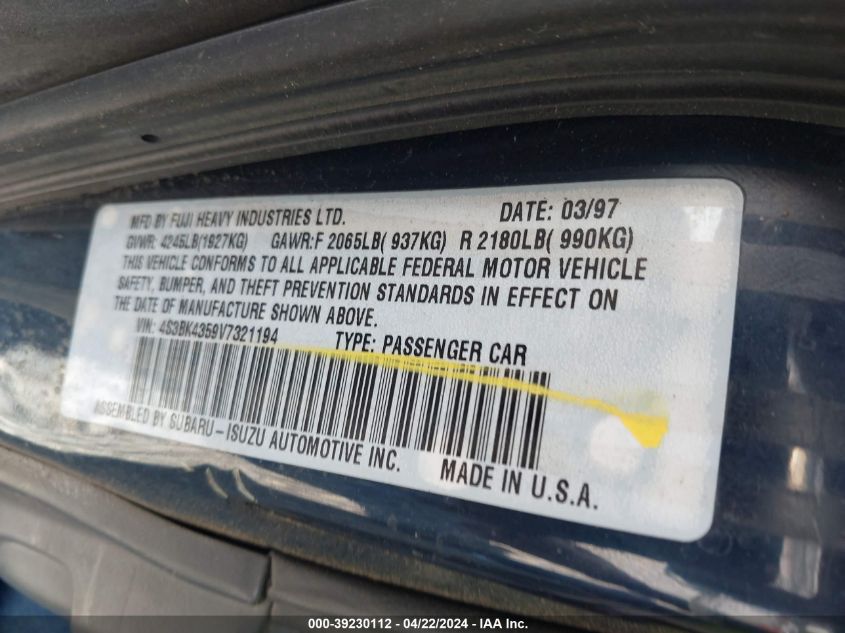 MFD BY FUJI HEAVY INDUSTRIES LTD. DATE: 03/97
GVWR: 4245LB(1927KG) GAWR:F 2065LB( 937KG) R 2180LB( 990KG)
THIS VEHICLE CONFORMS TO ALL APPLICABLE FEDERAL MOTOR VEHICLE
SAFETY, BUMPER, AND THEFT PREVENTION STANDARDS IN EFFECT ON
THE DATE OF MANUFACTURE SHOWN ABOVE.
VIN: 4S3BK4359V7321194 TYPE: PASSENGER CAR
ASSEMBLED BY SUBARU-ISUZU AUTOMOTIVE INC. MADE IN U.S.A.
000-39230112 - 04/22/2024 - IAA Inc.